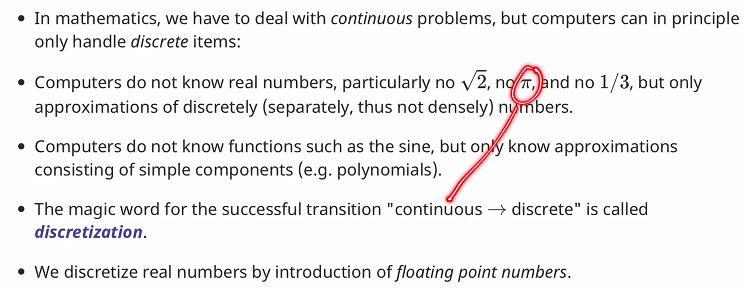 • In mathematics, we have to deal with continuous problems, but computers can in principle
only handle discrete items:
• Computers do not know real numbers, particularly no √2, no π, and no 1/3, but only
approximations of discretely (separately, thus not densely) numbers.
• Computers do not know functions such as the sine, but only know approximations
consisting of simple components (e.g. polynomials).
• The magic word for the successful transition "continuous → discrete" is called
discretization.
• We discretize real numbers by introduction of floating point numbers.